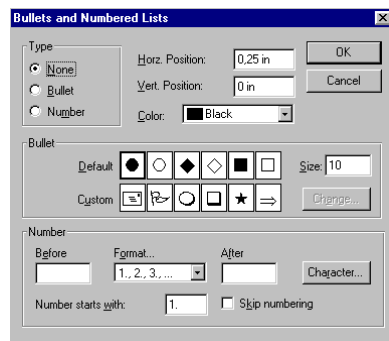 Bullets and Numbered Lists
Type
None
Bullet
Number
Horz. Position: 0,25 in
Vert. Position: 0 in
Color: Black
OK
Cancel
Bullet
Default
Size: 10
Custom
Change...
Number
Before Format... After
1., 2., 3., ...
Character...
Number starts with: 1.
Skip numbering